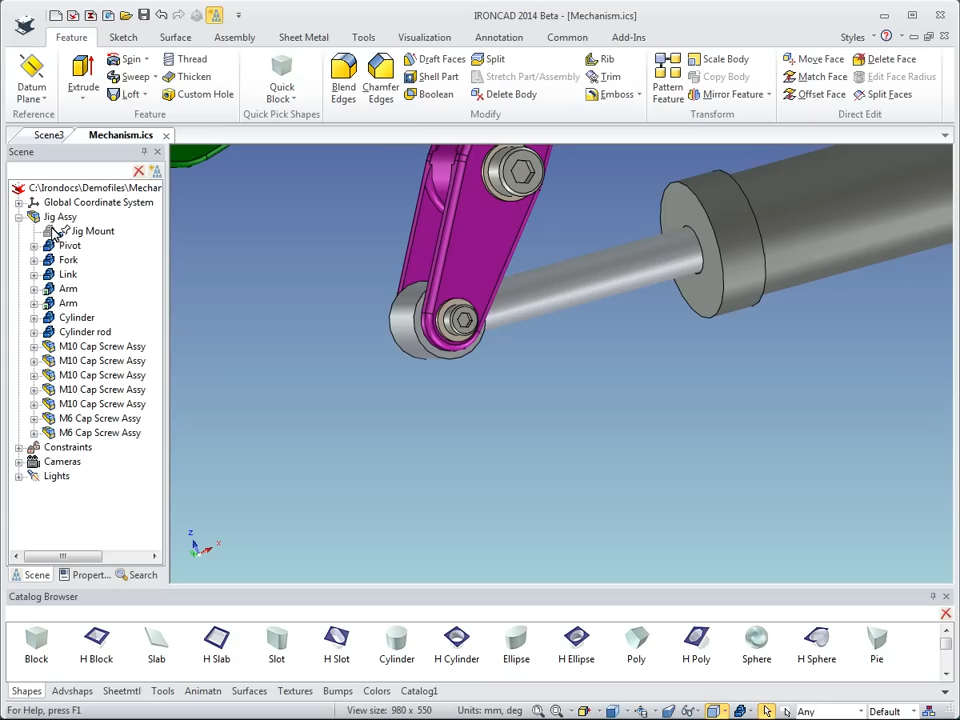 IRONCAD 2014 Beta - [Mechanism.ics]
Feature Sketch Surface Assembly Sheet Metal Tools Visualization Annotation Common Add-Ins Styles
Datum Plane
Reference
Extrude
Spin
Sweep
Loft
Thread
Thicken
Custom Hole
Feature
Quick Block
Quick Pick Shapes
Blend Edges
Chamfer Edges
Draft Faces
Shell Part
Boolean
Split
Stretch Part/Assembly
Delete Body
Rib
Trim
Emboss
Modify
Pattern Feature
Scale Body
Copy Body
Mirror Feature
Transform
Move Face
Match Face
Offset Face
Delete Face
Edit Face Radius
Split Faces
Direct Edit
Scene3 Mechanism.ics
Scene
C:\Irondocs\Demofiles\Mechar
Global Coordinate System
Jig Assy
Jig Mount
Pivot
Fork
Link
Arm
Arm
Cylinder
Cylinder rod
M10 Cap Screw Assy
M10 Cap Screw Assy
M10 Cap Screw Assy
M10 Cap Screw Assy
M10 Cap Screw Assy
M6 Cap Screw Assy
M6 Cap Screw Assy
Constraints
Cameras
Lights
z
x
Scene Propert... Search
Catalog Browser
Block H Block Slab H Slab Slot H Slot Cylinder H Cylinder Ellipse H Ellipse Poly H Poly Sphere H Sphere Pie
Shapes Advshaps Sheetmtl Tools Animatn Surfaces Textures Bumps Colors Catalog1
For Help, press F1 View size: 980 x 550 Units: mm, deg Any Default